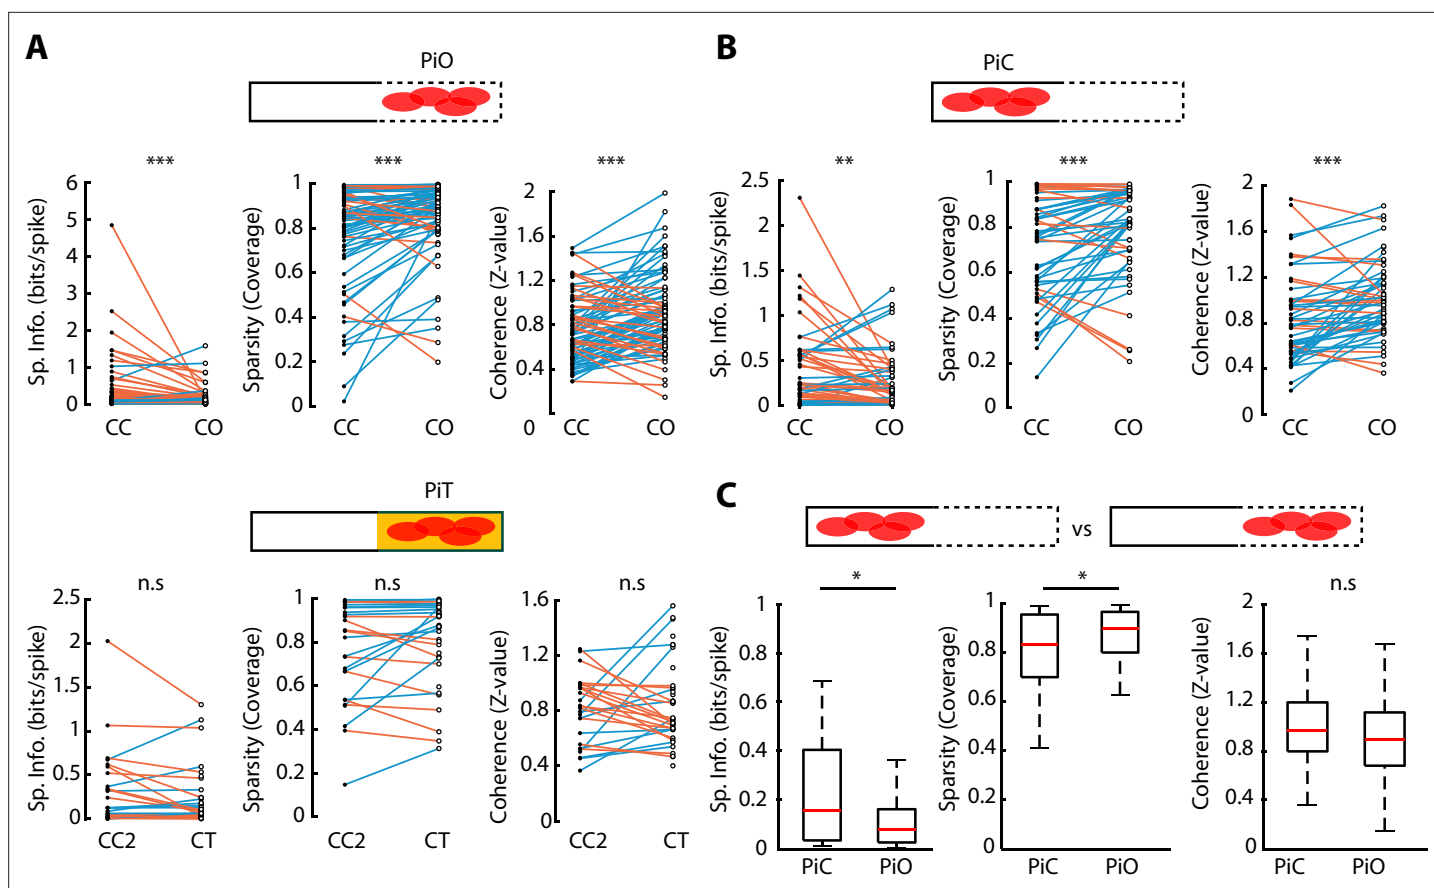 A
PiO
***
***
***
Sp. Info. (bits/spike)
6
5
4
3
2
1
0
CC
CO
Sparsity (Coverage)
1
0.8
0.6
0.4
0.2
0
CC
CO
Coherence (Z-value)
2
1.6
1.2
0.8
0.4
0
CC
CO
PiT
n.s
n.s
n.s
Sp. Info. (bits/spike)
2.5
2
1.5
1
0.5
0
CC2
CT
Sparsity (Coverage)
1
0.8
0.6
0.4
0.2
0
CC2
CT
Coherence (Z-value)
1.6
1.2
0.8
0.4
0
CC2
CT
B
PiC
**
***
***
Sp. Info. (bits/spike)
2.5
2
1.5
1
0.5
0
CC
CO
Sparsity (Coverage)
1
0.8
0.6
0.4
0.2
0
CC
CO
Coherence (Z-value)
2
1.6
1.2
0.8
0.4
0
CC
CO
C
vs
*
*
n.s
Sp. Info. (bits/spike)
1
0.8
0.6
0.4
0.2
0
PiC
PiO
Sparsity (Coverage)
1
0.8
0.6
0.4
0.2
0
PiC
PiO
Coherence (Z-value)
2
1.6
1.2
0.8
0.4
0
PiC
PiO